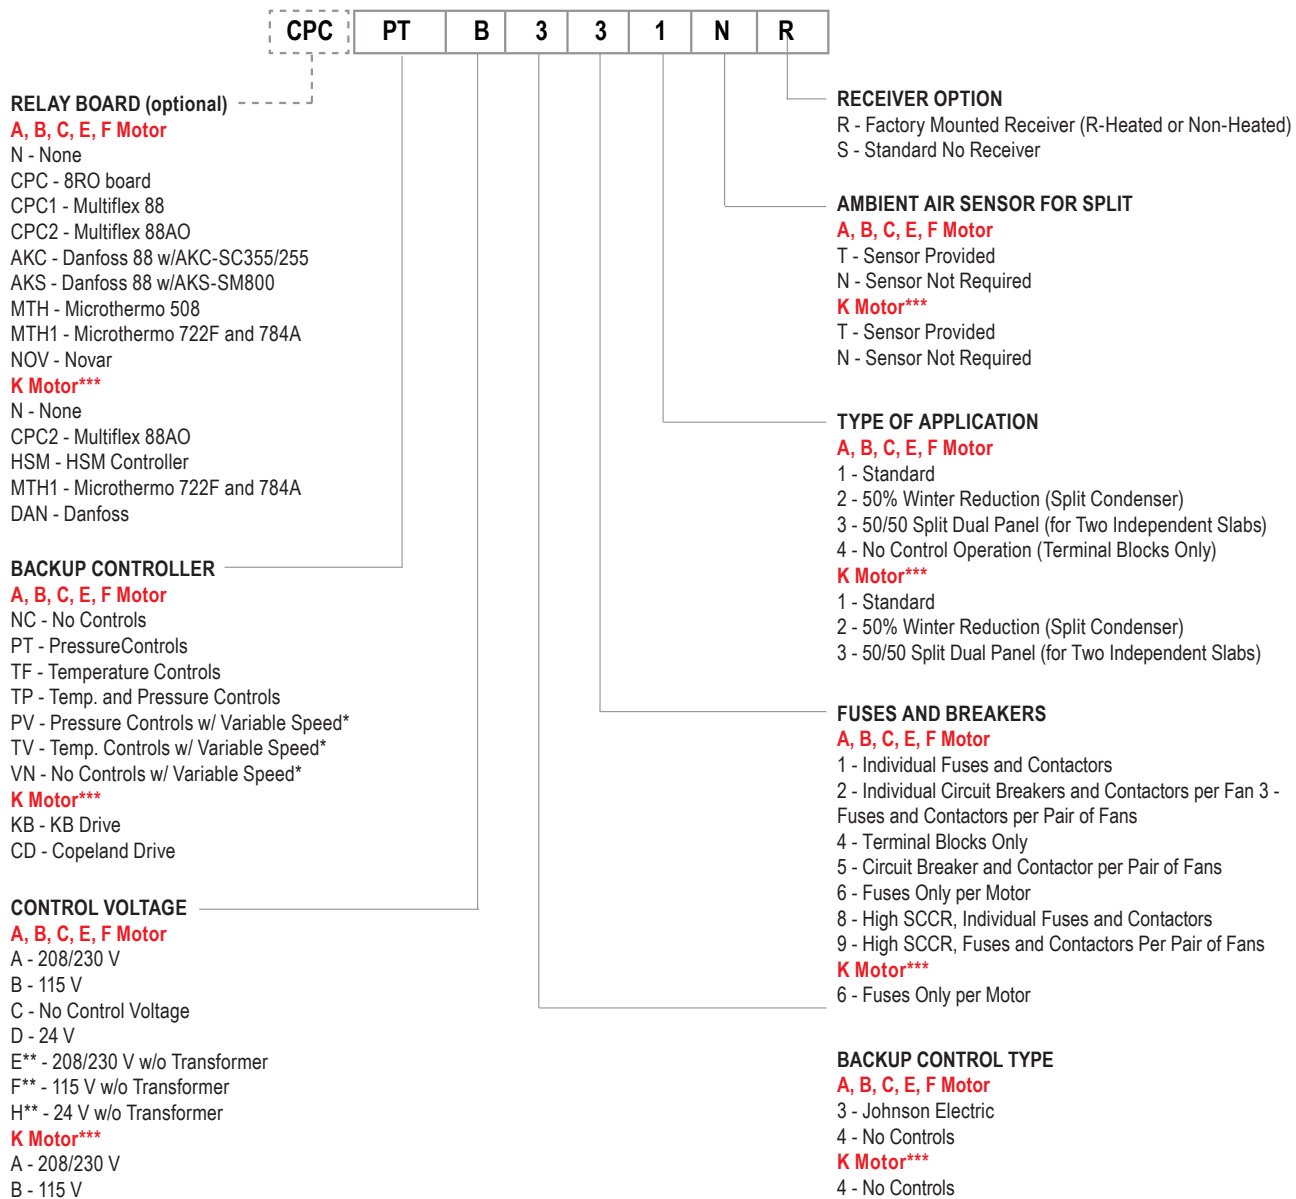 CPC PT B 3 3 1 N R
RELAY BOARD (optional)
A, B, C, E, F Motor
N - None
CPC - 8RO board
CPC1 - Multiflex 88
CPC2 - Multiflex 88AO
AKC - Danfoss 88 w/AKC-SC355/255
AKS - Danfoss 88 w/AKS-SM800
MTH - Microthermo 508
MTH1 - Microthermo 722F and 784A
NOV - Novar
K Motor***
N - None
CPC2 - Multiflex 88AO
HSM - HSM Controller
MTH1 - Microthermo 722F and 784A
DAN - Danfoss
BACKUP CONTROLLER
A, B, C, E, F Motor
NC - No Controls
PT - PressureControls
TF - Temperature Controls
TP - Temp. and Pressure Controls
PV - Pressure Controls w/ Variable Speed*
TV - Temp. Controls w/ Variable Speed*
VN - No Controls w/ Variable Speed*
K Motor***
KB - KB Drive
CD - Copeland Drive
CONTROL VOLTAGE
A, B, C, E, F Motor
A - 208/230 V
B - 115 V
C - No Control Voltage
D - 24 V
E** - 208/230 V w/o Transformer
F** - 115 V w/o Transformer
H** - 24 V w/o Transformer
K Motor***
A - 208/230 V
B - 115 V
RECEIVER OPTION
R - Factory Mounted Receiver (R-Heated or Non-Heated)
S - Standard No Receiver
AMBIENT AIR SENSOR FOR SPLIT
A, B, C, E, F Motor
T - Sensor Provided
N - Sensor Not Required
K Motor***
T - Sensor Provided
N - Sensor Not Required
TYPE OF APPLICATION
A, B, C, E, F Motor
1 - Standard
2 - 50% Winter Reduction (Split Condenser)
3 - 50/50 Split Dual Panel (for Two Independent Slabs)
4 - No Control Operation (Terminal Blocks Only)
K Motor***
1 - Standard
2 - 50% Winter Reduction (Split Condenser)
3 - 50/50 Split Dual Panel (for Two Independent Slabs)
FUSES AND BREAKERS
A, B, C, E, F Motor
1 - Individual Fuses and Contactors
2 - Individual Circuit Breakers and Contactors per Fan 3 -
Fuses and Contactors per Pair of Fans
4 - Terminal Blocks Only
5 - Circuit Breaker and Contactor per Pair of Fans
6 - Fuses Only per Motor
8 - High SCCR, Individual Fuses and Contactors
9 - High SCCR, Fuses and Contactors Per Pair of Fans
K Motor***
6 - Fuses Only per Motor
BACKUP CONTROL TYPE
A, B, C, E, F Motor
3 - Johnson Electric
4 - No Controls
K Motor***
4 - No Controls